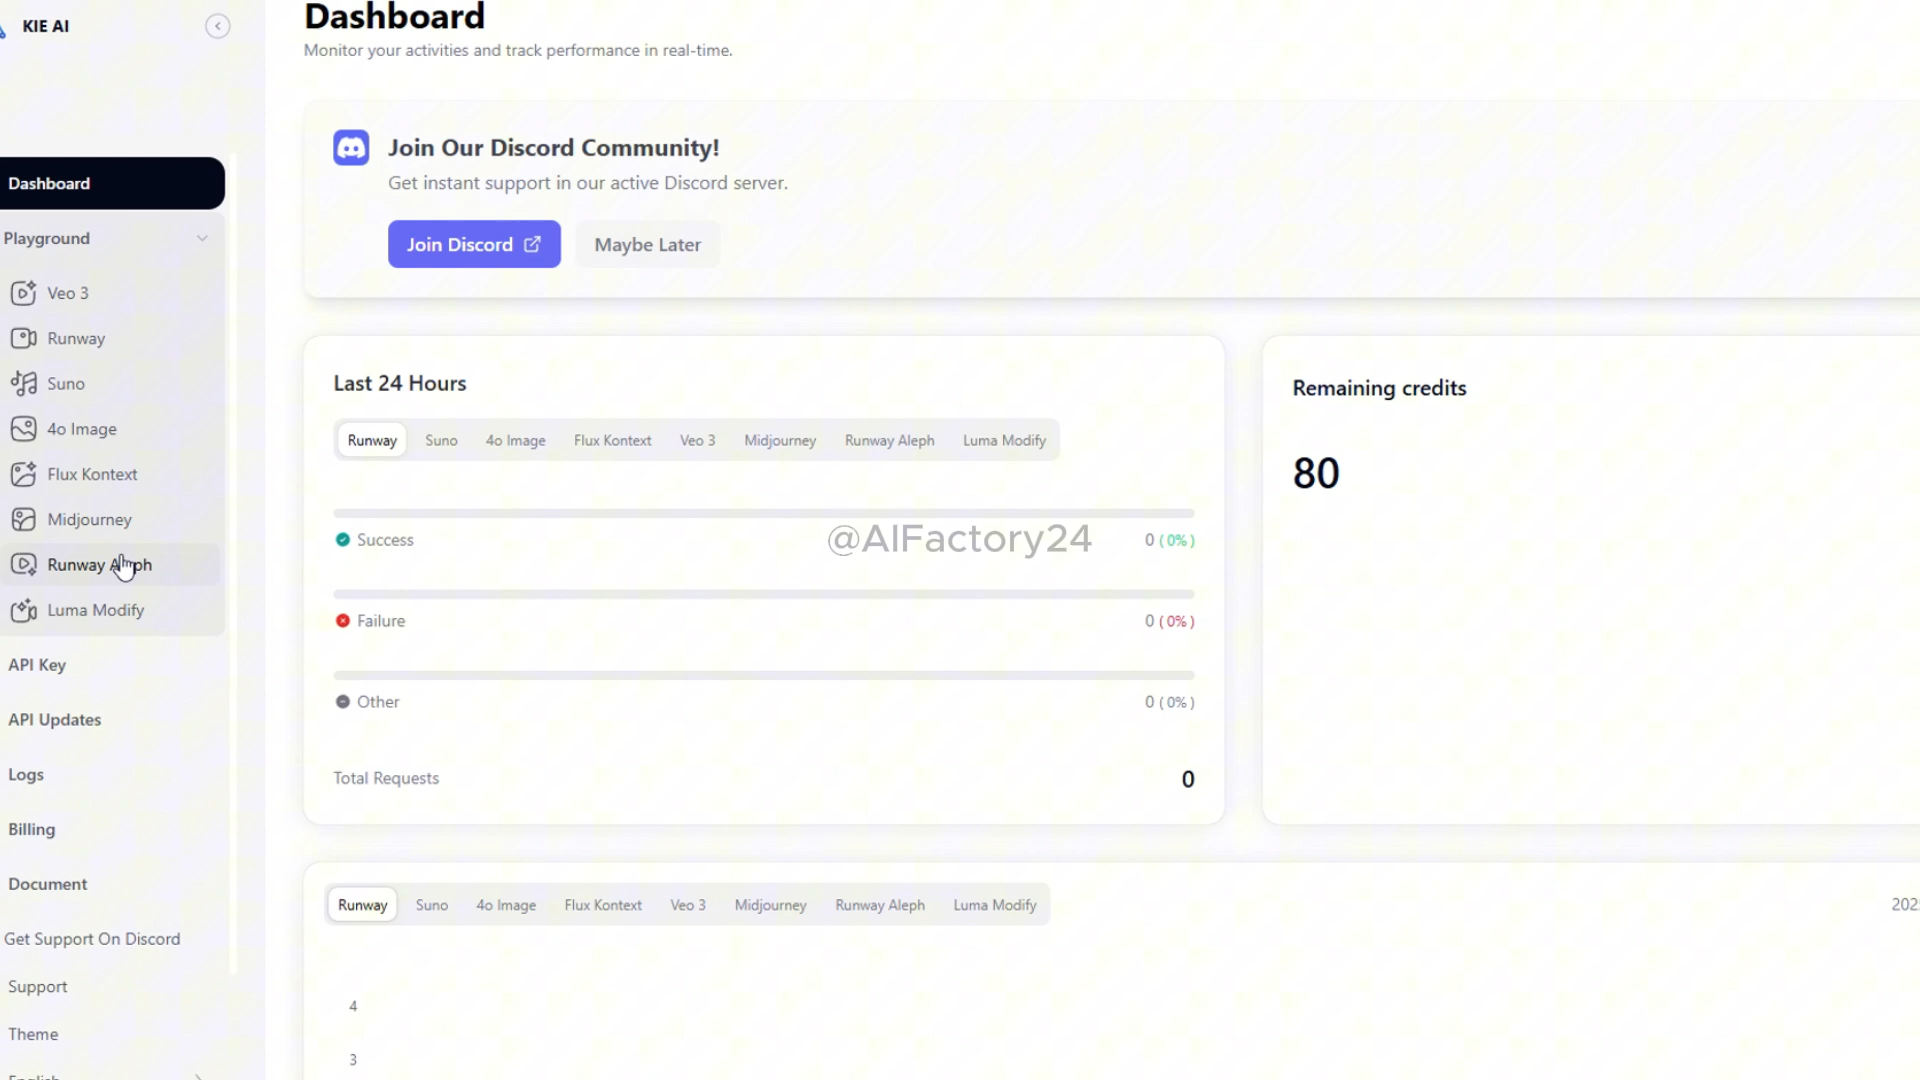 KIE AI
Dashboard
Playground
Veo 3
Runway
Suno
4o Image
Flux Kontext
Midjourney
Runway Aleph
Luma Modify
API Key
API Updates
Logs
Billing
Document
Get Support On Discord
Support
Theme
English
Dashboard
Monitor your activities and track performance in real-time.
Join Our Discord Community!
Get instant support in our active Discord server.
Join Discord
Maybe Later
Last 24 Hours
Runway Suno 4o Image Flux Kontext Veo 3 Midjourney Runway Aleph Luma Modify
Success 0 ( 0% )
@AIFactory24
Failure 0 ( 0% )
Other 0 ( 0% )
Total Requests 0
Remaining credits
80
Runway Suno 4o Image Flux Kontext Veo 3 Midjourney Runway Aleph Luma Modify
4
3